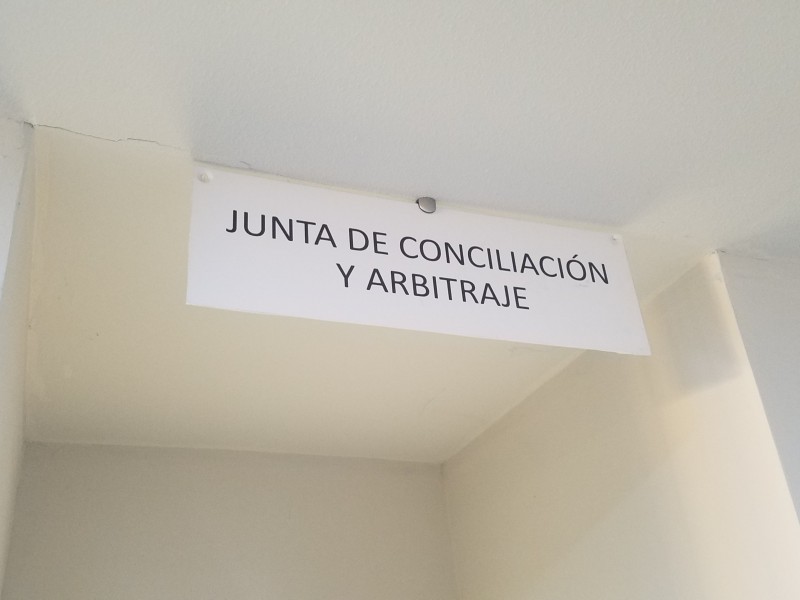 JUNTA DE CONCILIACIÓN
Y ARBITRAJE